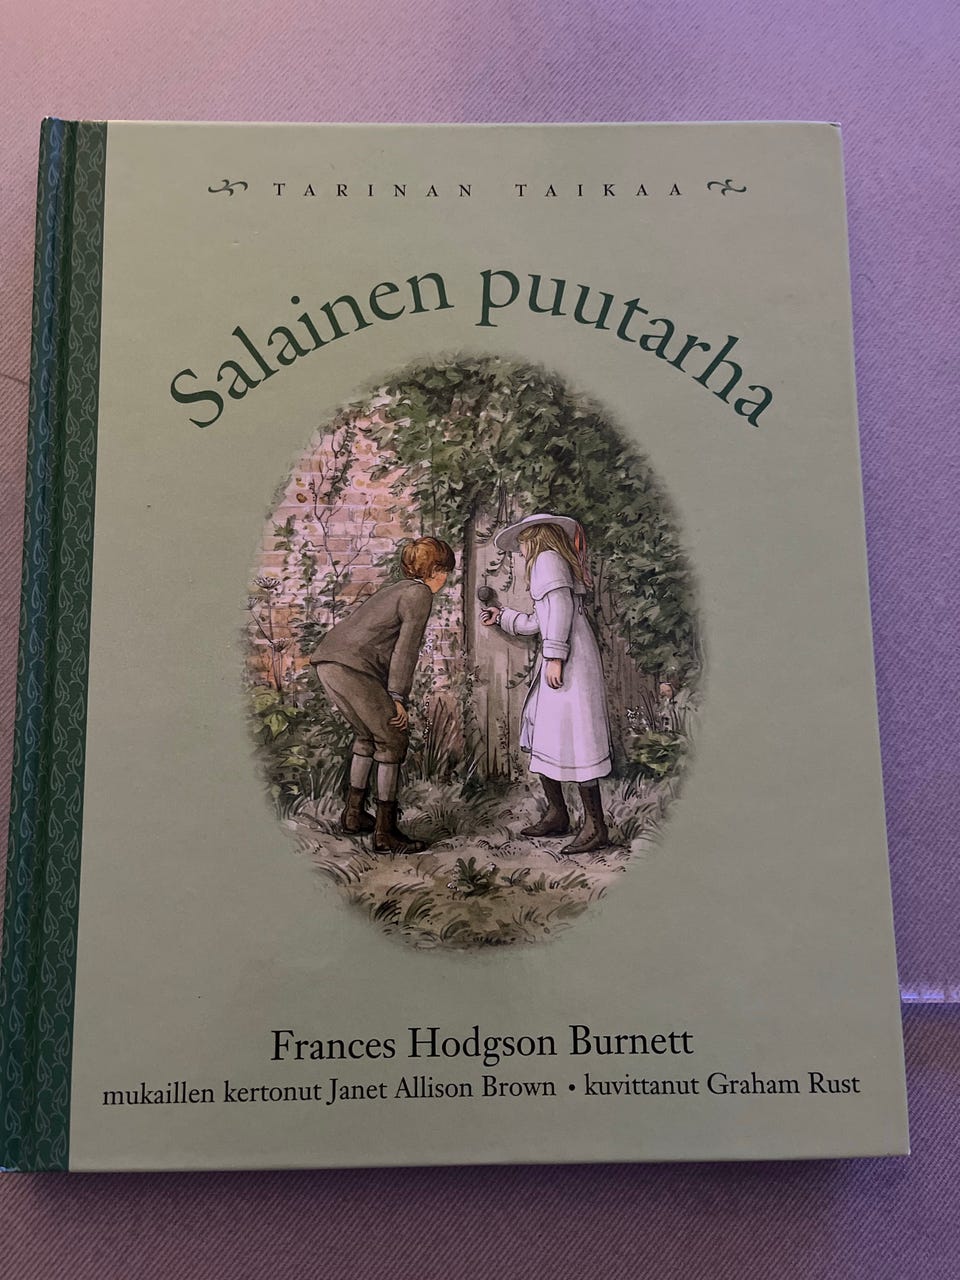 TARINAN TAIKAA
Salainen puutarha
Frances Hodgson Burnett
mukaillen kertonut Janet Allison Brown • kuvittanut Graham Rust